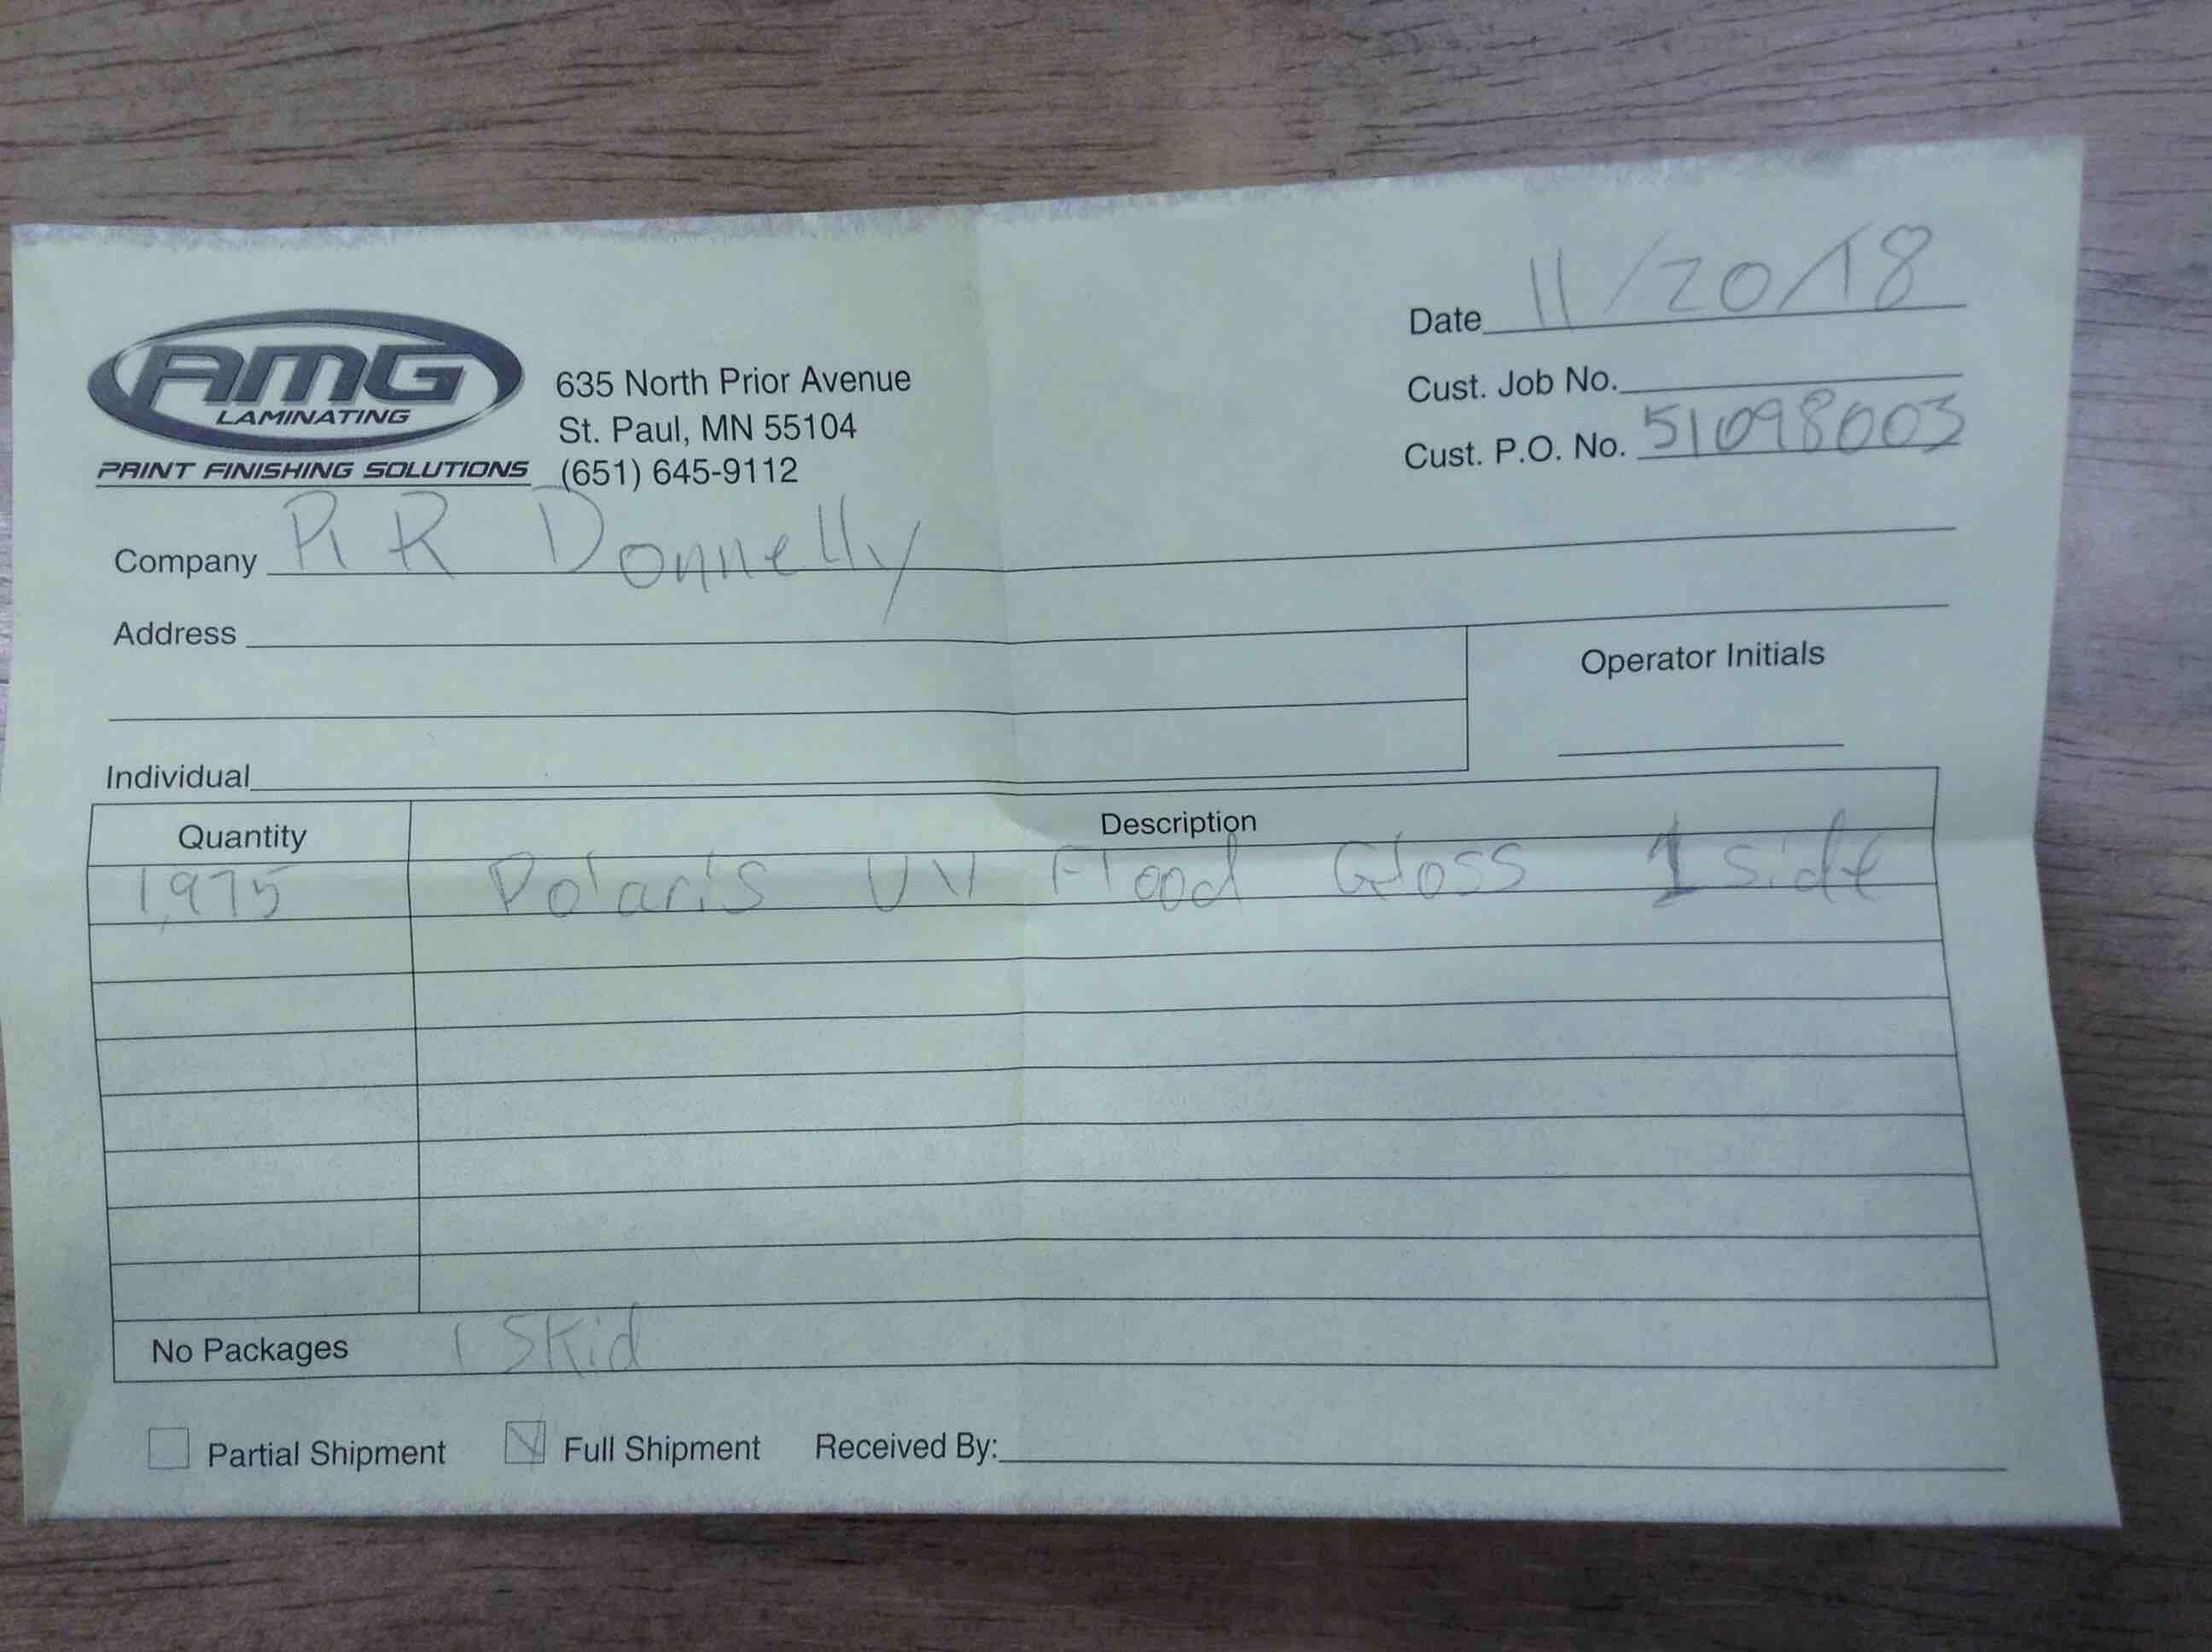 Date 11/20/18
AMG
LAMINATING
PRINT FINISHING SOLUTIONS
635 North Prior Avenue
St. Paul, MN 55104
(651) 645-9112
Cust. Job No.
Cust. P.O. No. 51098003
Company R R Donnelly
Address
Operator Initials
Individual
Quantity Description
1,975 Polaris UV Flood Gloss 1 side
No Packages 1 Skid
Partial Shipment Full Shipment Received By: